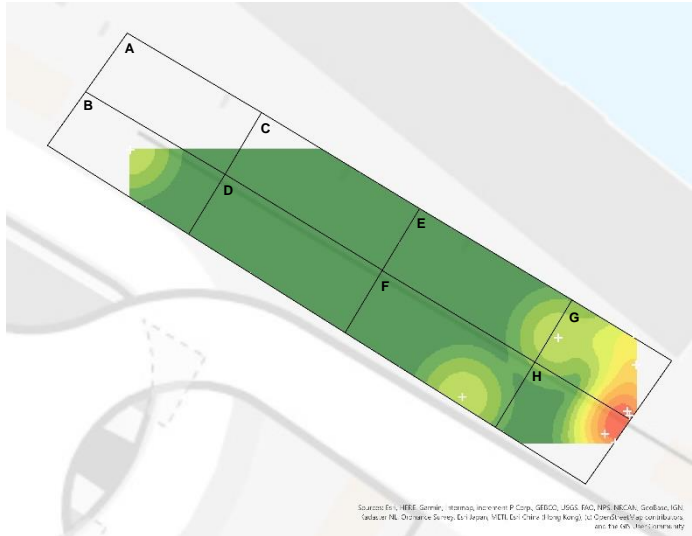 A
B
C
D
E
F
G
H
Sources: Esri, HERE, Garmin, Intermap, increment P Corp., GEBCO, USGS, FAO, NPS, NRCAN, GeoBase, IGN,
Kadaster NL, Ordnance Survey, Esri Japan, METI, Esri China (Hong Kong), (c) OpenStreetMap contributors,
and the GIS User Community